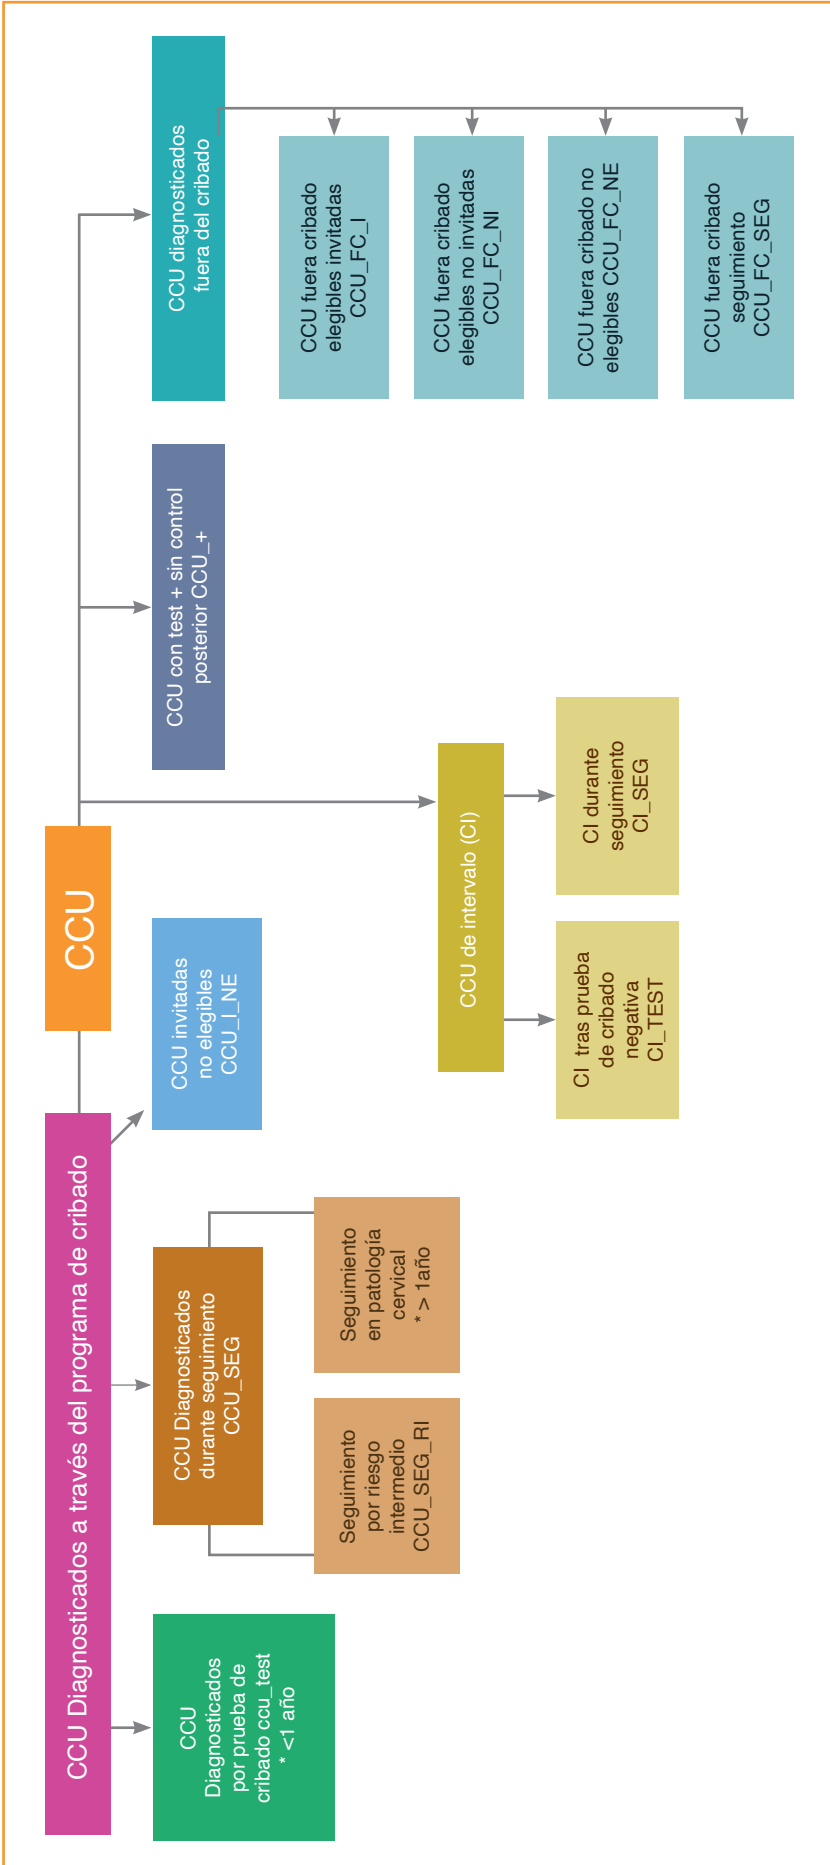 CCU
CCU Diagnosticados a través del programa de cribado
CCU
Diagnosticados
por prueba de
cribado ccu_test
* <1 año
CCU Diagnosticados
durante seguimiento
CCU_SEG
Seguimiento
por riesgo
intermedio
CCU_SEG_RI
Seguimiento
en patología
cervical
* > 1año
CCU invitadas
no elegibles
CCU_I_NE
CCU de intervalo (CI)
CI tras prueba
de cribado
negativa
CI_TEST
CI durante
seguimiento
CI_SEG
CCU con test + sin control
posterior CCU_+
CCU diagnosticados
fuera del cribado
CCU fuera cribado
elegibles invitadas
CCU_FC_I
CCU fuera cribado
elegibles no invitadas
CCU_FC_NI
CCU fuera cribado no
elegibles CCU_FC_NE
CCU fuera cribado
seguimiento
CCU_FC_SEG